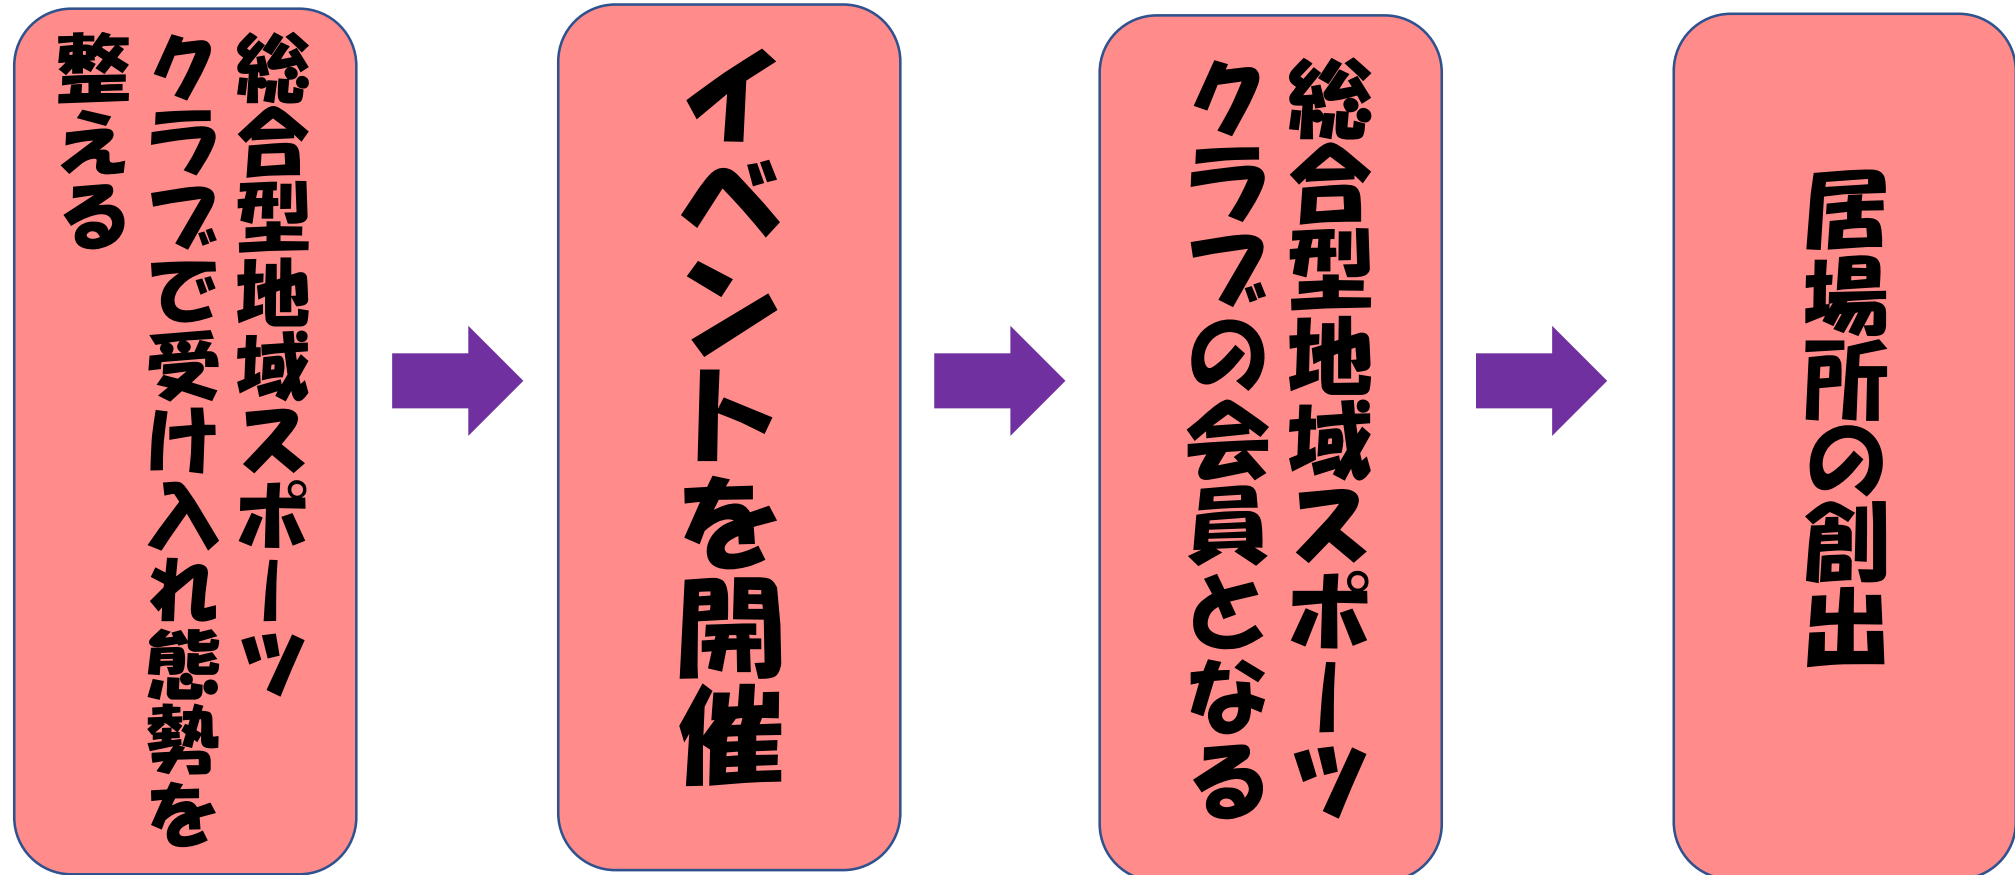 総合型地域スポーツ
クラブで受け入れ態勢を
整える
イベントを開催
総合型地域スポーツ
クラブの会員となる
居場所の創出